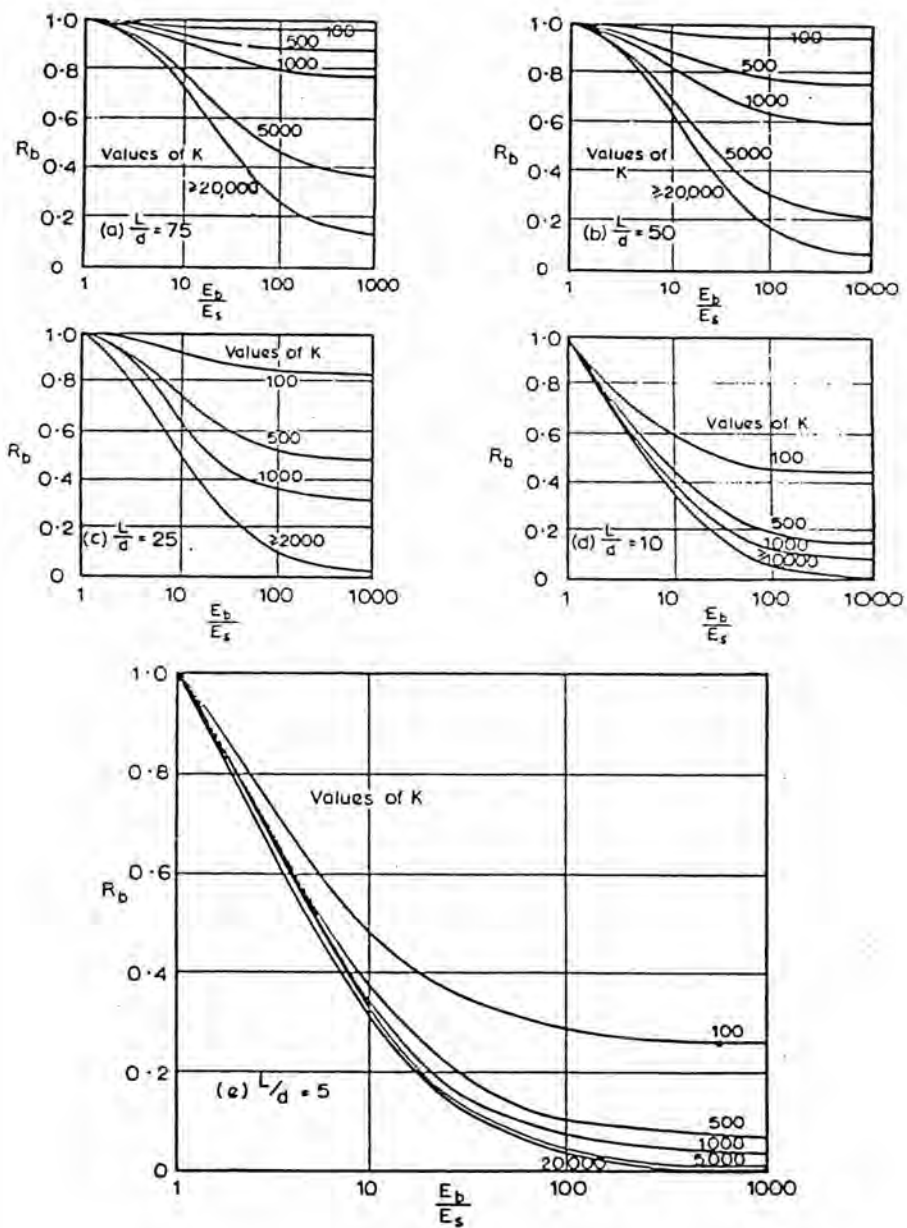 1·0
0·8
0·6
0·4
0·2
0
R_b
100
500
1000
5000
≥20,000
Values of K
(a) L/d = 75
1 10 100 1000
E_b/E_s
1·0
0·8
0·6
0·4
0·2
0
R_b
100
500
1000
5000
≥20,000
Values of
K
(b) L/d = 50
1 10 100 1000
E_b/E_s
1·0
0·8
0·6
0·4
0·2
0
R_b
Values of K
100
500
1000
≥2000
(c) L/d = 25
1 10 100 1000
E_b/E_s
1·0
0·8
0·6
0·4
0·2
0
R_b
Values of K
100
500
1000
≥10000
(d) L/d = 10
1 10 100 1000
E_b/E_s
1·0
0·8
0·6
0·4
0·2
0
R_b
Values of K
100
500
1000
5,000
20,000
(e) L/d = 5
1 10 100 1000
E_b/E_s